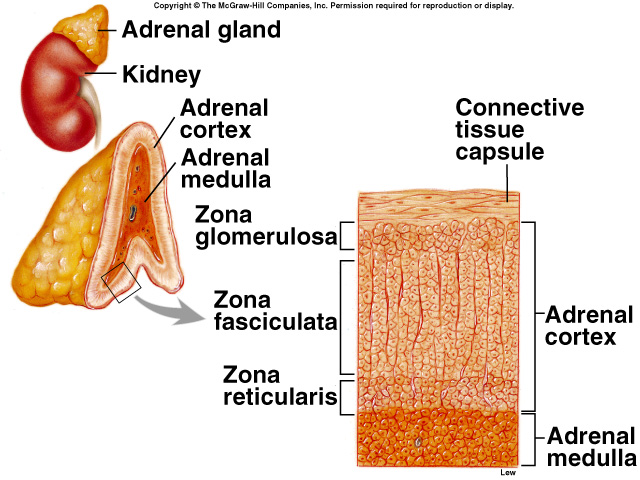 Copyright © The McGraw-Hill Companies, Inc. Permission required for reproduction or display.
Adrenal gland
Kidney
Adrenal
cortex
Adrenal
medulla
Connective
tissue
capsule
Zona
glomerulosa
Zona
fasciculata
Zona
reticularis
Adrenal
cortex
Adrenal
medulla
Lew